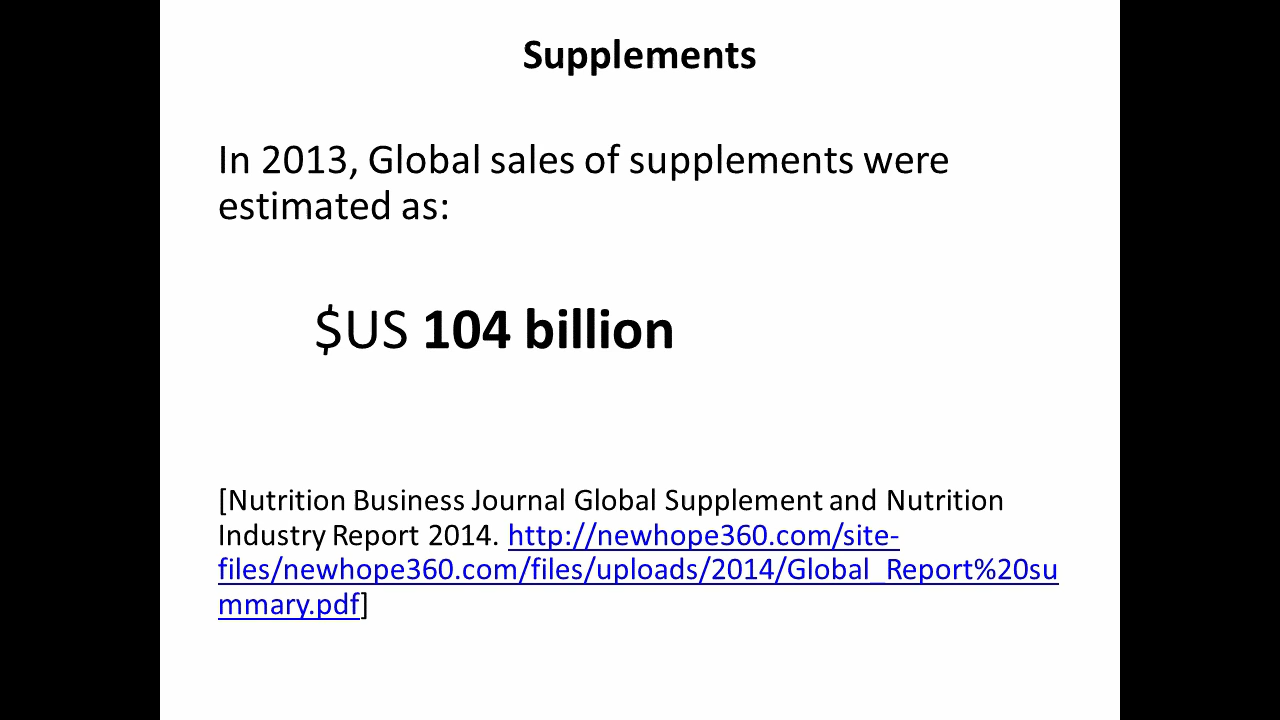 Supplements
In 2013, Global sales of supplements were
estimated as:
$US 104 billion
[Nutrition Business Journal Global Supplement and Nutrition
Industry Report 2014. http://newhope360.com/site-
files/newhope360.com/files/uploads/2014/Global_Report%20su
mmary.pdf]